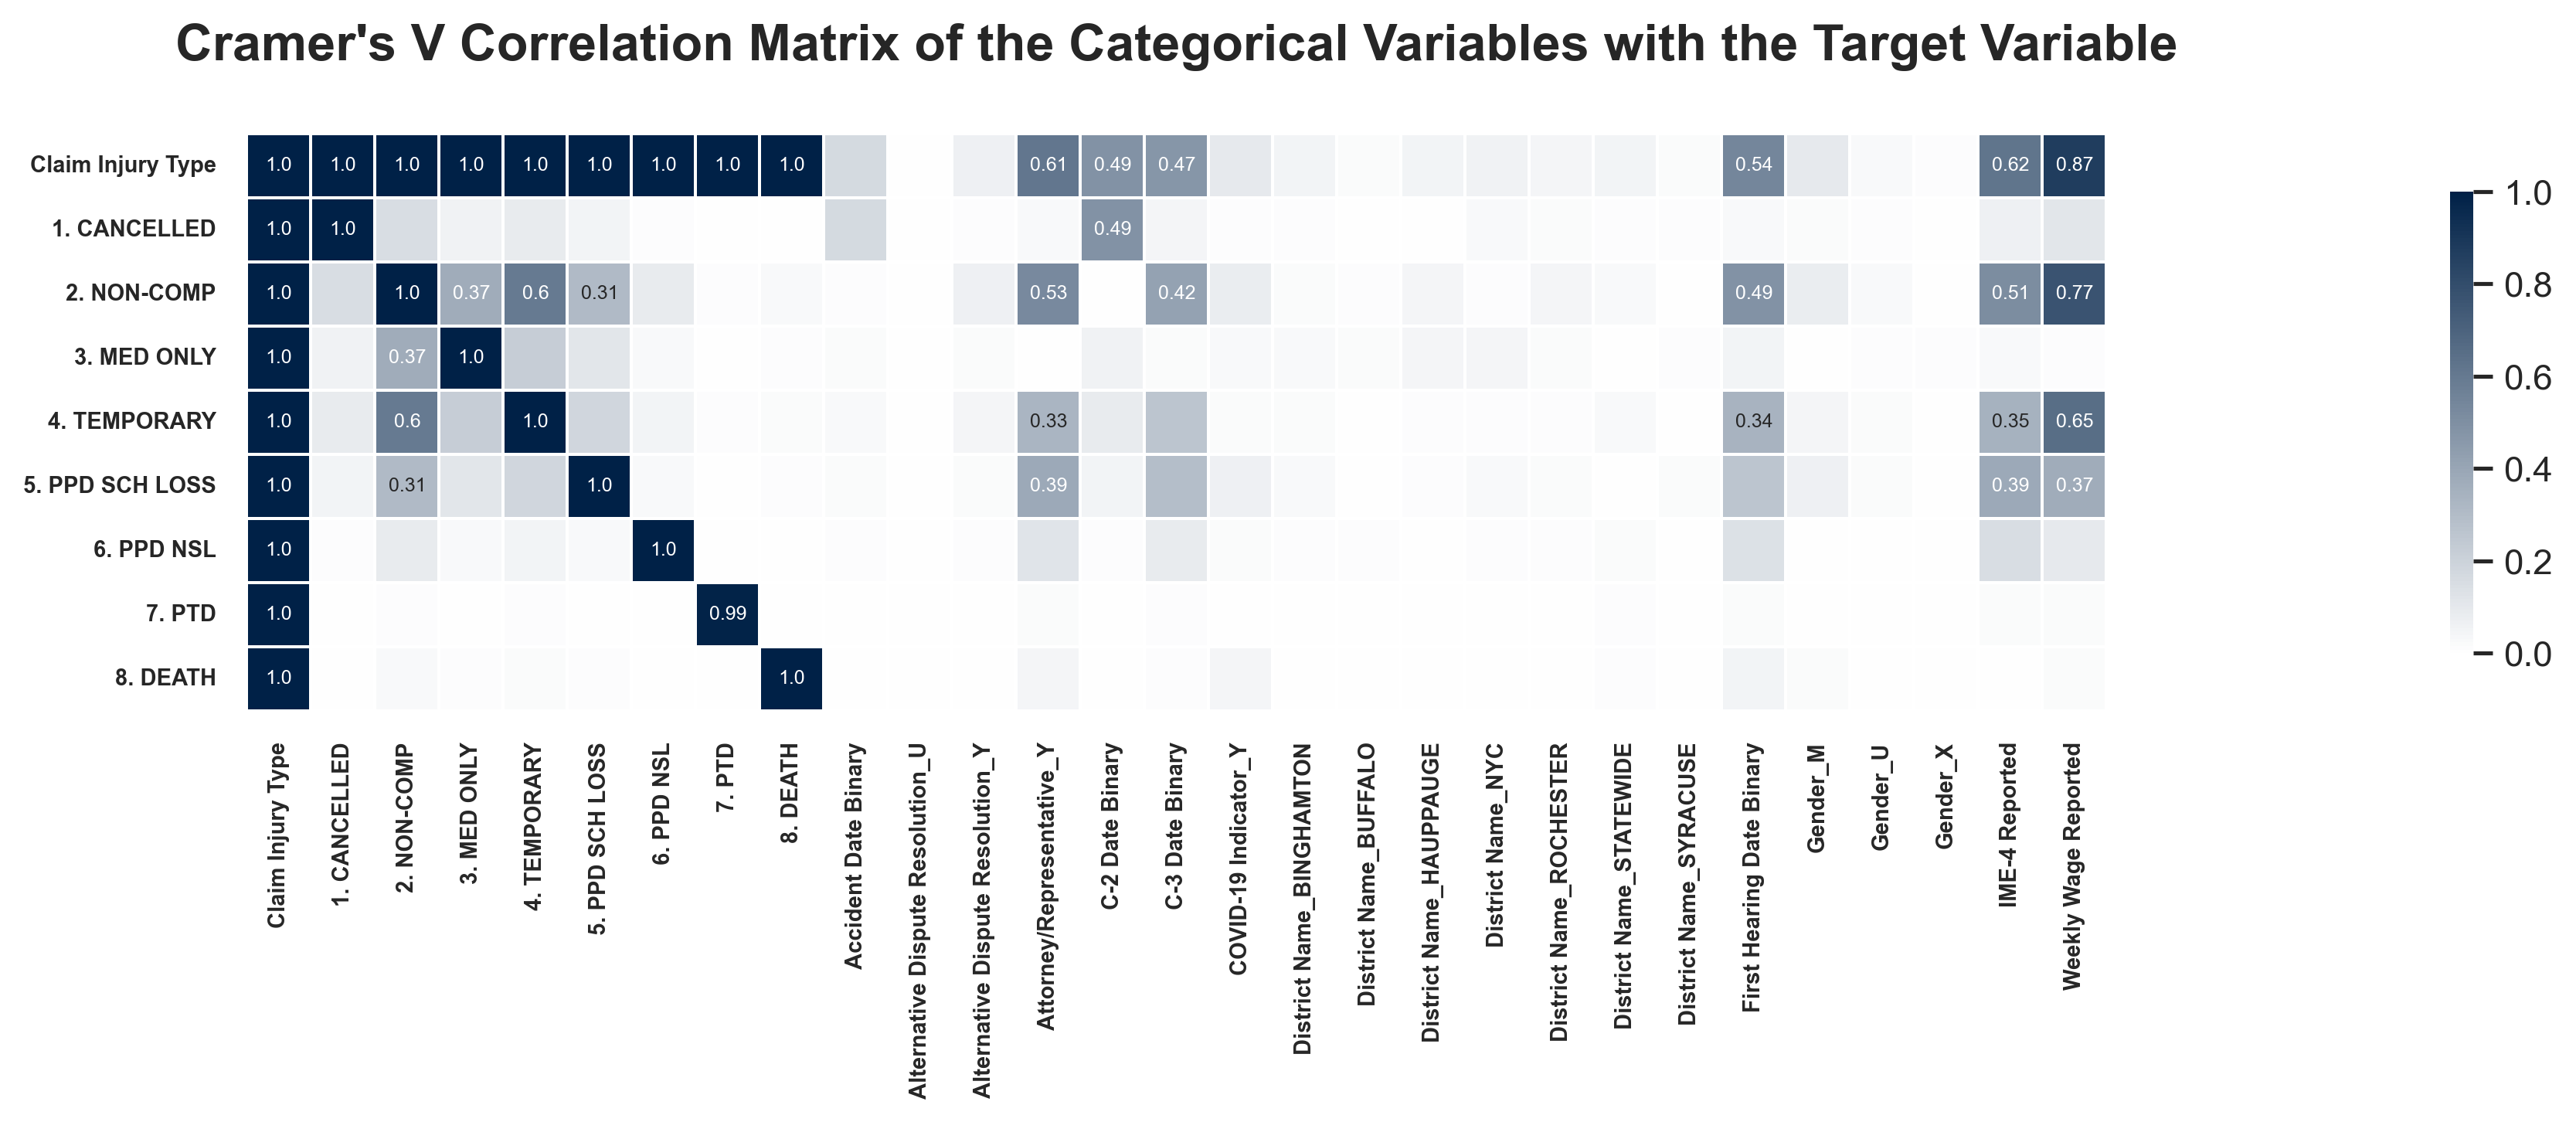 Cramer's V Correlation Matrix of the Categorical Variables with the Target Variable
Claim Injury Type 1.0 1.0 1.0 1.0 1.0 1.0 1.0 1.0 1.0 0.61 0.49 0.47 0.54 0.62 0.87
1. CANCELLED 1.0 1.0 0.49
2. NON-COMP 1.0 1.0 0.37 0.6 0.31 0.53 0.42 0.49 0.51 0.77
3. MED ONLY 1.0 0.37 1.0
4. TEMPORARY 1.0 0.6 1.0 0.33 0.34 0.35 0.65
5. PPD SCH LOSS 1.0 0.31 1.0 0.39 0.39 0.37
6. PPD NSL 1.0 1.0
7. PTD 1.0 0.99
8. DEATH 1.0 1.0
Claim Injury Type
1. CANCELLED
2. NON-COMP
3. MED ONLY
4. TEMPORARY
5. PPD SCH LOSS
6. PPD NSL
7. PTD
8. DEATH
Accident Date Binary
Alternative Dispute Resolution_U
Alternative Dispute Resolution_Y
Attorney/Representative_Y
C-2 Date Binary
C-3 Date Binary
COVID-19 Indicator_Y
District Name_BINGHAMTON
District Name_BUFFALO
District Name_HAUPPAUGE
District Name_NYC
District Name_ROCHESTER
District Name_STATEWIDE
District Name_SYRACUSE
First Hearing Date Binary
Gender_M
Gender_U
Gender_X
IME-4 Reported
Weekly Wage Reported
1.0
0.8
0.6
0.4
0.2
0.0